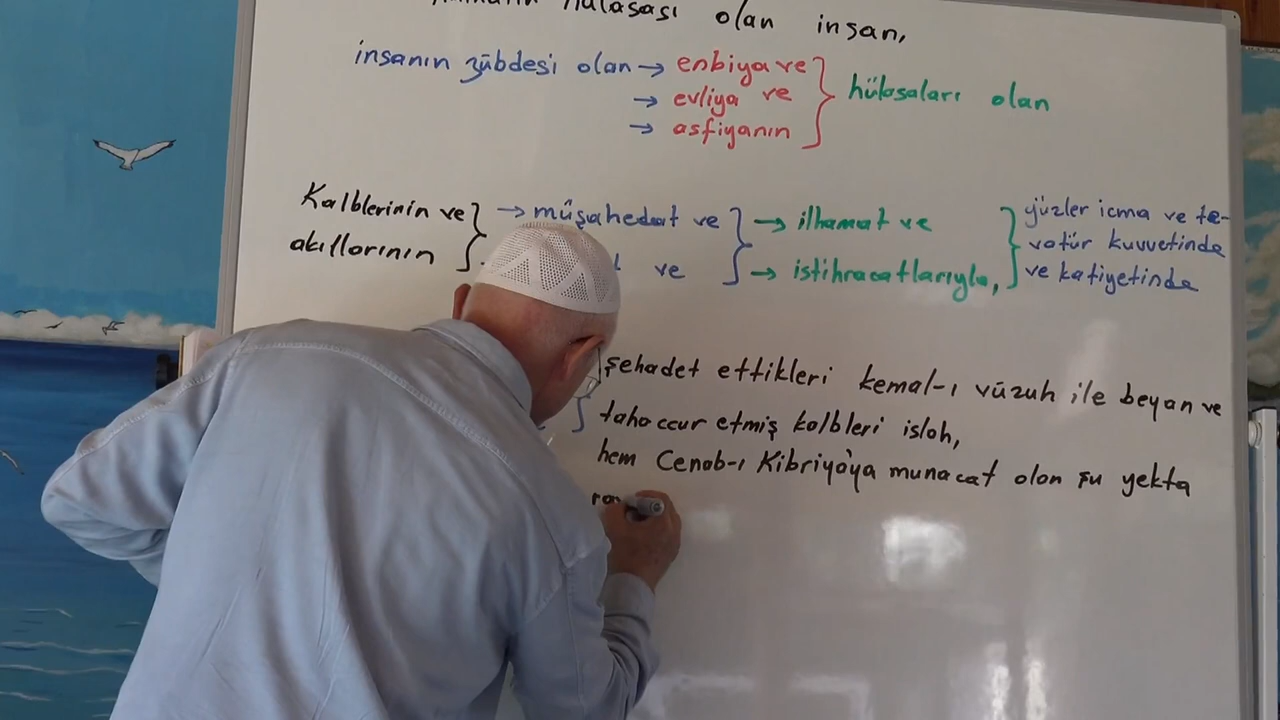 hülasası olan insan,
insanın zübdesi olan → enbiya ve
→ evliya ve
→ asfiyanın
hülasaları olan
Kalblerinin ve
akıllarının
→ müşahedat ve
ve
→ ilhamat ve
→ istihracatlarıyla,
yüzler icma ve te-
vatür kuvvetinde
ve katiyetinde
şehadet ettikleri kemal-ı vüzuh ile beyan ve
tahaccur etmiş kalbleri islah,
hem Cenab-ı Kibriya'ya munacat olan şu yekta